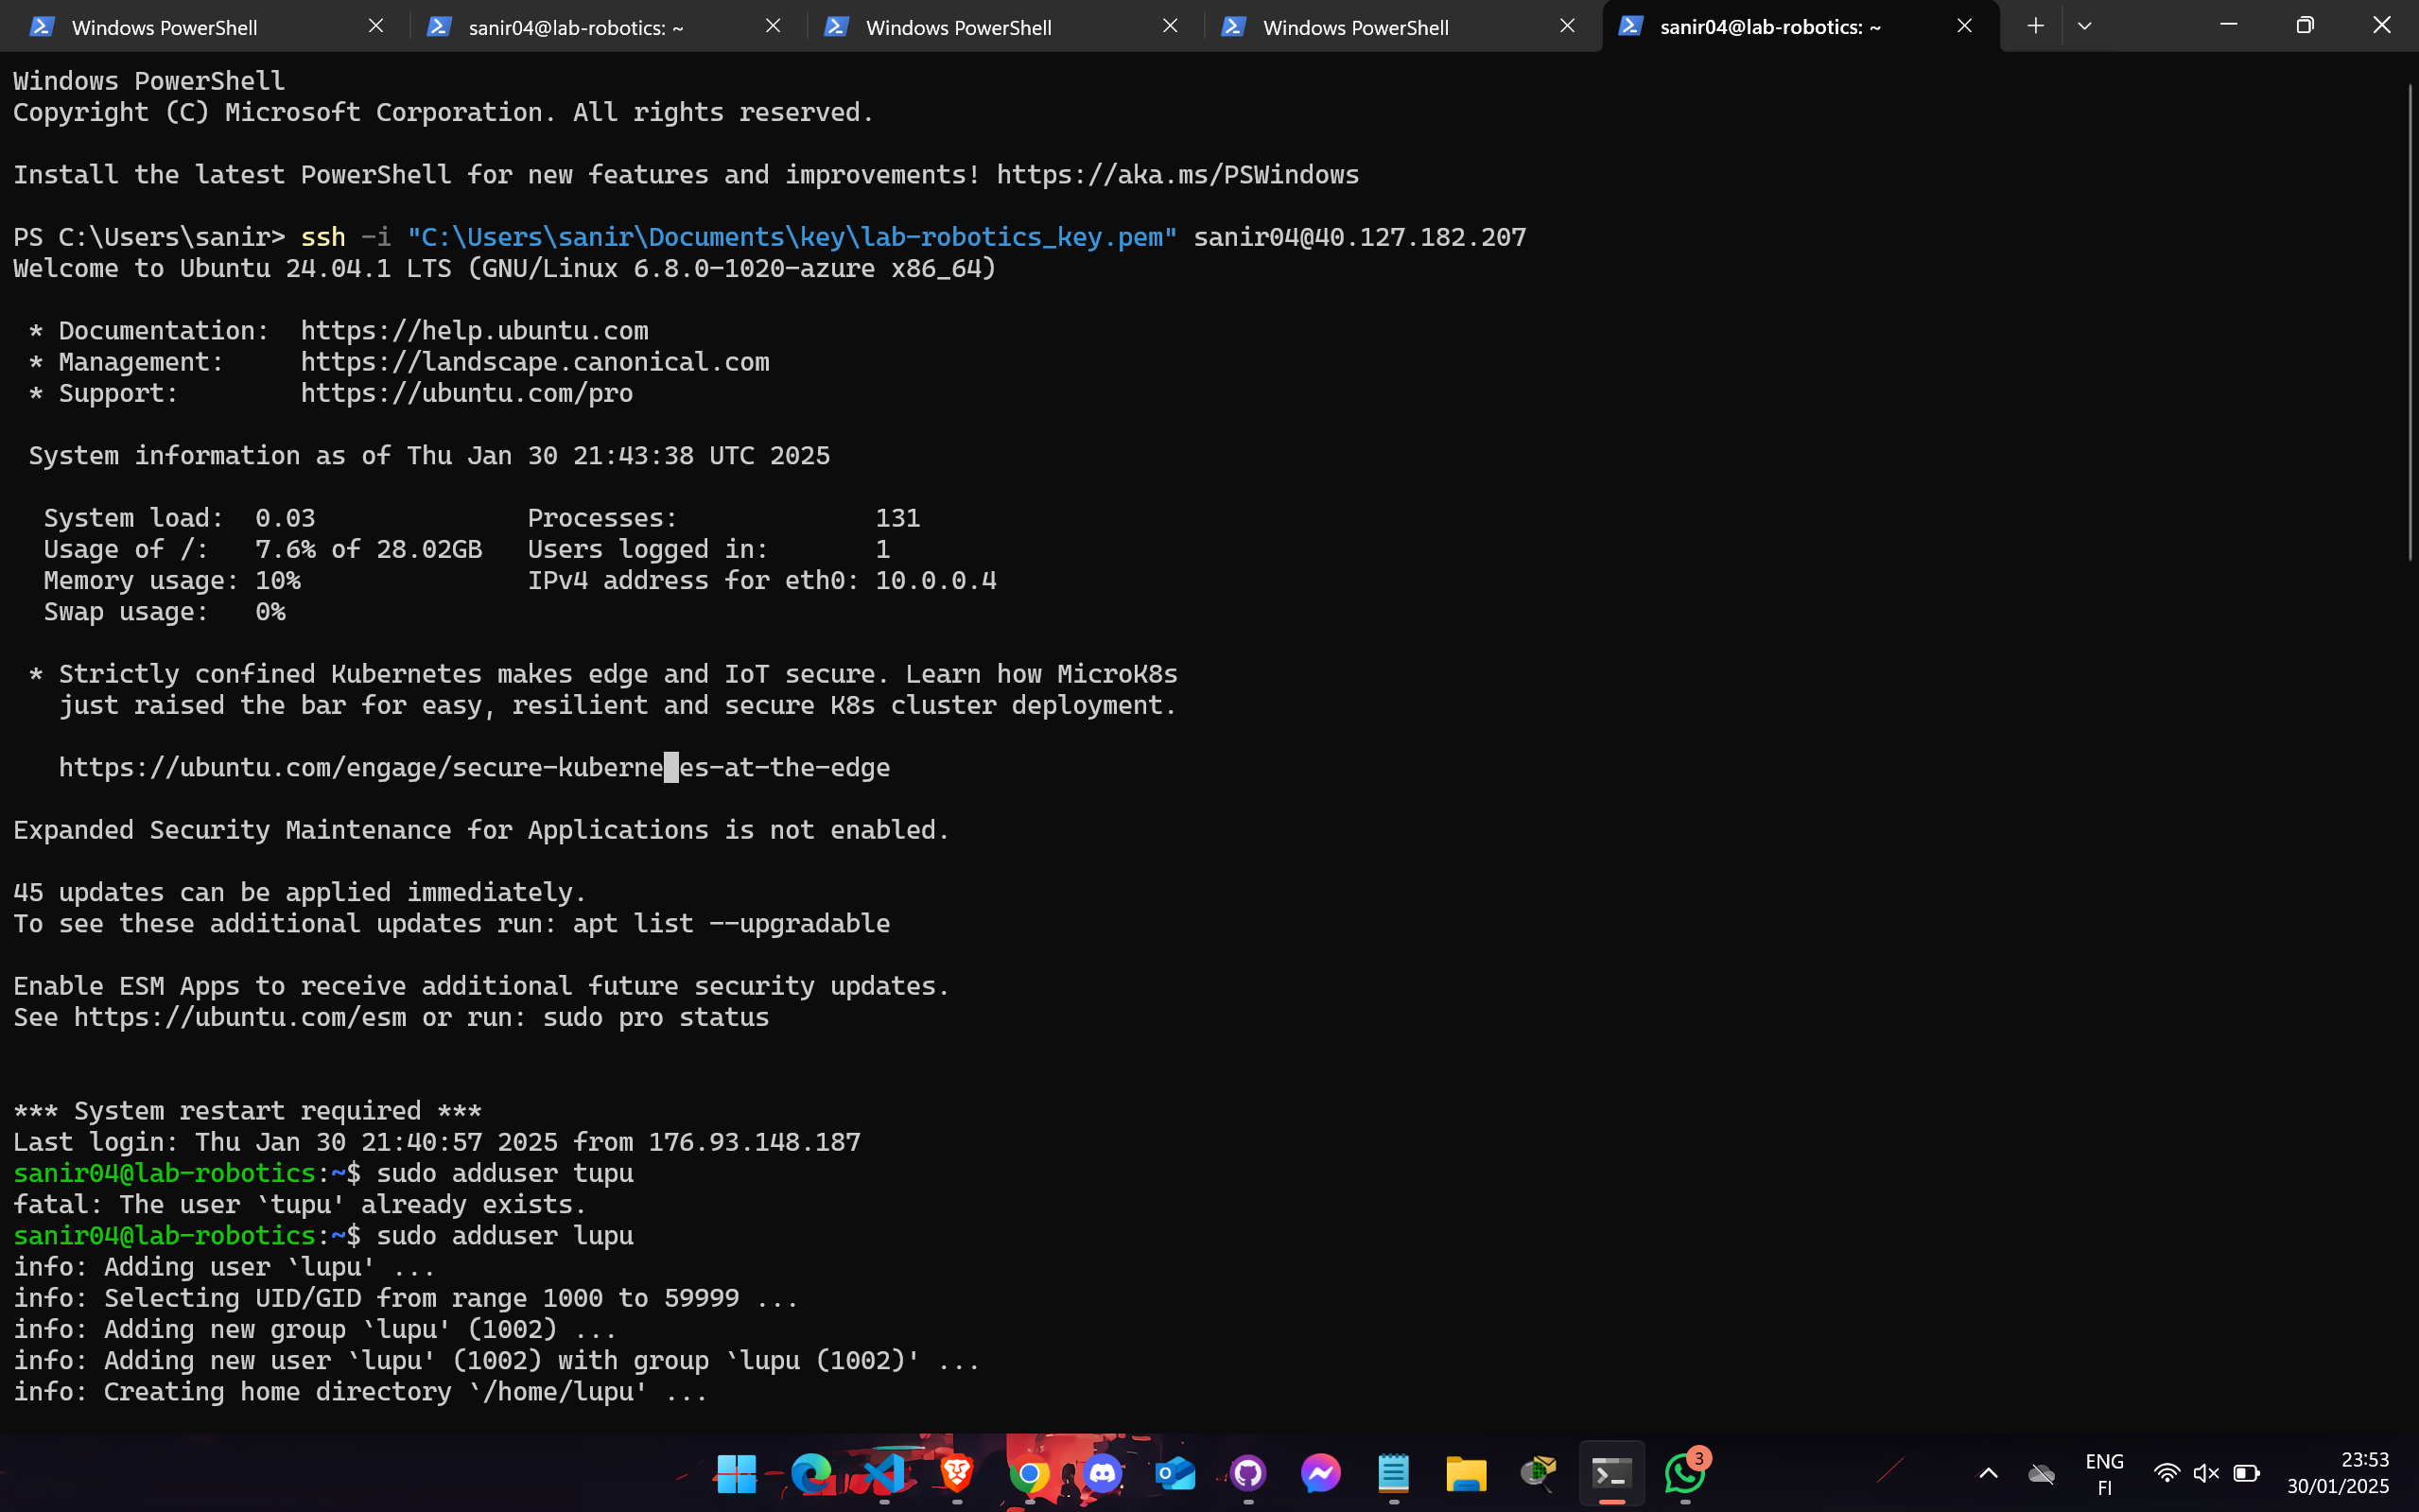 Windows PowerShell
sanir04@lab-robotics: ~
Windows PowerShell
Windows PowerShell
sanir04@lab-robotics: ~
Windows PowerShell
Copyright (C) Microsoft Corporation. All rights reserved.
Install the latest PowerShell for new features and improvements! https://aka.ms/PSWindows
PS C:\Users\sanir> ssh -i "C:\Users\sanir\Documents\key\lab-robotics_key.pem" sanir04@40.127.182.207
Welcome to Ubuntu 24.04.1 LTS (GNU/Linux 6.8.0-1020-azure x86_64)
* Documentation:  https://help.ubuntu.com
* Management:     https://landscape.canonical.com
* Support:        https://ubuntu.com/pro
System information as of Thu Jan 30 21:43:38 UTC 2025
System load:  0.03              Processes:             131
Usage of /:   7.6% of 28.02GB   Users logged in:       1
Memory usage: 10%               IPv4 address for eth0: 10.0.0.4
Swap usage:   0%
* Strictly confined Kubernetes makes edge and IoT secure. Learn how MicroK8s
just raised the bar for easy, resilient and secure K8s cluster deployment.
https://ubuntu.com/engage/secure-kuberne es-at-the-edge
Expanded Security Maintenance for Applications is not enabled.
45 updates can be applied immediately.
To see these additional updates run: apt list --upgradable
Enable ESM Apps to receive additional future security updates.
See https://ubuntu.com/esm or run: sudo pro status
*** System restart required ***
Last login: Thu Jan 30 21:40:57 2025 from 176.93.148.187
sanir04@lab-robotics:~$ sudo adduser tupu
fatal: The user `tupu' already exists.
sanir04@lab-robotics:~$ sudo adduser lupu
info: Adding user `lupu' ...
info: Selecting UID/GID from range 1000 to 59999 ...
info: Adding new group `lupu' (1002) ...
info: Adding new user `lupu' (1002) with group `lupu (1002)' ...
info: Creating home directory `/home/lupu' ...
3
ENG
FI
23:53
30/01/2025